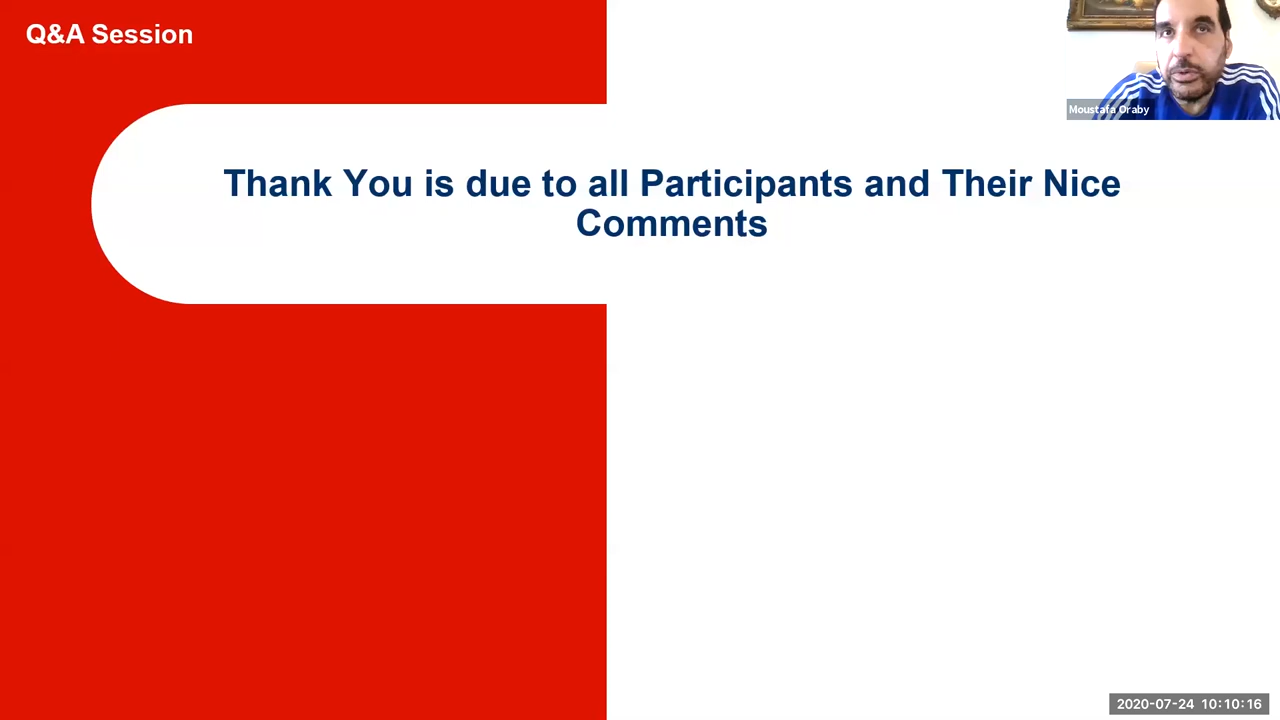 Q&A Session
Moustafa Oraby
Thank You is due to all Participants and Their Nice
Comments
2020-07-24 10:10:16